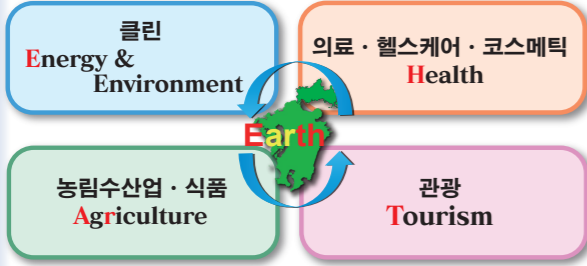 클린
Energy &
Environment
의료 · 헬스케어 · 코스메틱
Health
Earth
농림수산업 · 식품
Agriculture
관광
Tourism